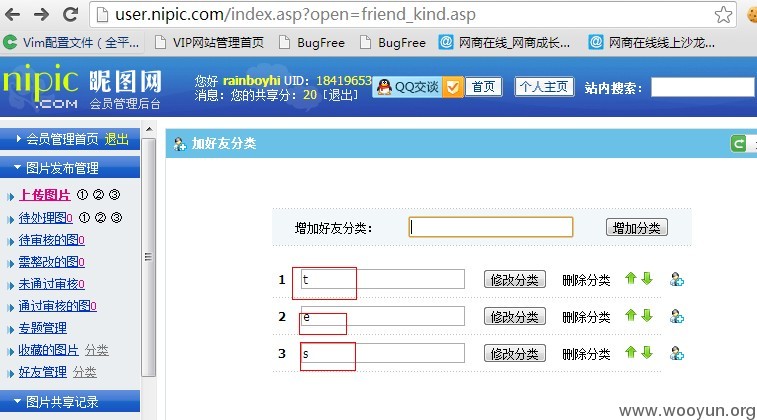 user.nipic.com/index.asp?open=friend_kind.asp
Vim配置文件（全平... VIP网站管理首页 BugFree BugFree 网商在线_网商成长... 网商在线线上沙龙...
nipic 昵图网
.COM 会员管理后台
您好 rainboyhi UID：18419653
消息：您的共享分：20 [退出]
QQ交谈 首页 个人主页 站内搜索：
会员管理首页 退出
图片发布管理
上传图片 ① ② ③
待处理图0 ① ② ③
待审核的图0
需整改的图0
未通过审核0
通过审核的图0
专题管理
收藏的图片 分类
好友管理 分类
图片共享记录
加好友分类
增加好友分类： 增加分类
1 t 修改分类 删除分类
2 e 修改分类 删除分类
3 s 修改分类 删除分类
www.wooyun.org